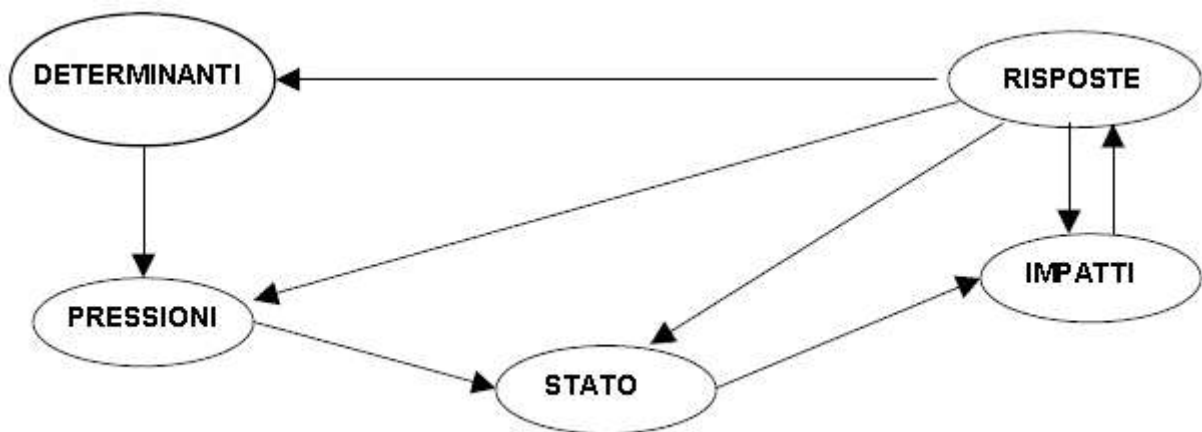 DETERMINANTI
RISPOSTE
IMPATTI
PRESSIONI
STATO